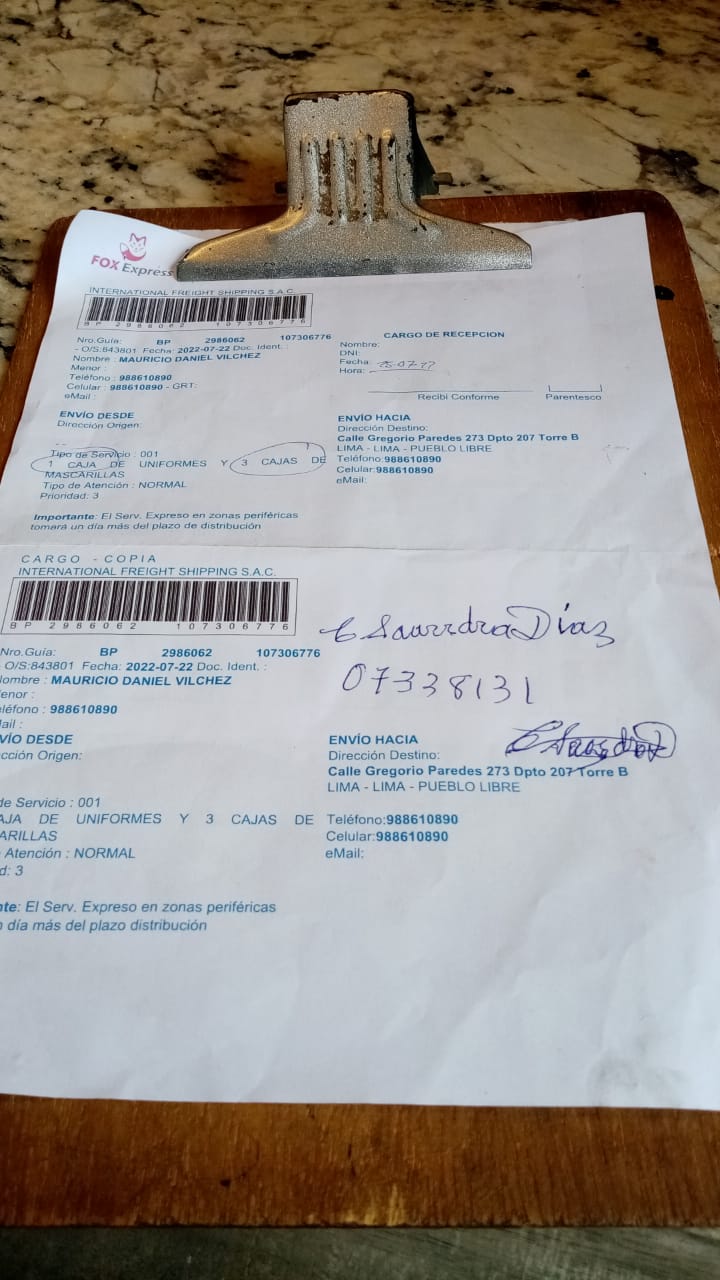 FOX Express
INTERNATIONAL FREIGHT SHIPPING S.A.C.
BP 2986062 107306776
Nro.Guía: BP 2986062 107306776
- O/S:843801 Fecha: 2022-07-22 Doc. Ident. :
Nombre : MAURICIO DANIEL VILCHEZ
Menor :
Teléfono : 988610890
Celular : 988610890 - GRT:
eMail :
CARGO DE RECEPCION
Nombre:
DNI:
Fecha:
Hora:
Recibi Conforme Parentesco
ENVÍO DESDE
Dirección Origen:
Tipo de Servicio : 001
1 CAJA DE UNIFORMES Y 3 CAJAS DE
MASCARILLAS
Tipo de Atención : NORMAL
Prioridad: 3
ENVÍO HACIA
Dirección Destino:
Calle Gregorio Paredes 273 Dpto 207 Torre B
LIMA - LIMA - PUEBLO LIBRE
Teléfono:988610890
Celular:988610890
eMail:
Importante: El Serv. Expreso en zonas periféricas
tomará un día más del plazo de distribución
CARGO - COPIA
INTERNATIONAL FREIGHT SHIPPING S.A.C.
BP 2986062 107306776
Nro.Guía: BP 2986062 107306776
O/S:843801 Fecha: 2022-07-22 Doc. Ident. :
ombre : MAURICIO DANIEL VILCHEZ
enor :
eléfono : 988610890
ail :
Saavedra Díaz
07338131
VÍO DESDE
cción Origen:
de Servicio : 001
AJA DE UNIFORMES Y 3 CAJAS DE
ARILLAS
Atención : NORMAL
d: 3
ENVÍO HACIA
Dirección Destino:
Calle Gregorio Paredes 273 Dpto 207 Torre B
LIMA - LIMA - PUEBLO LIBRE
Teléfono:988610890
Celular:988610890
eMail:
nte: El Serv. Expreso en zonas periféricas
n día más del plazo distribución